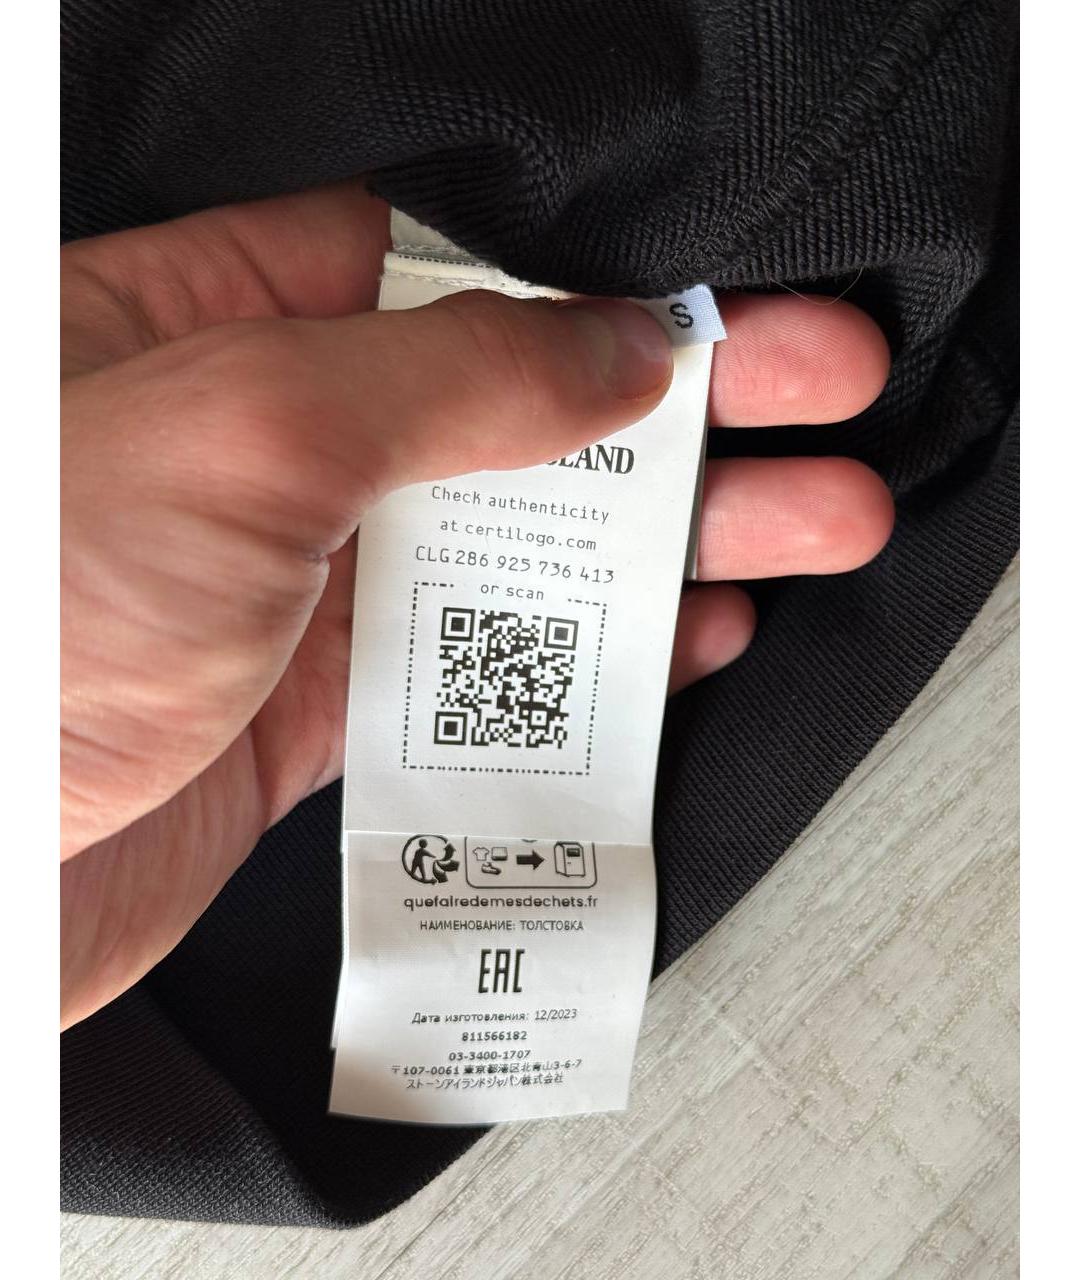 S
LAND
Check authenticity
at certilogo.com
CLG 286 925 736 413
or scan
quefairedemesdechets.fr
НАИМЕНОВАНИЕ: ТОЛСТОВКА
EAC
Дата изготовления: 12/2023
811566182
03-3400-1707
〒107-0061 東京都港区北青山3-6-7
ストーンアイランドジャパン株式会社